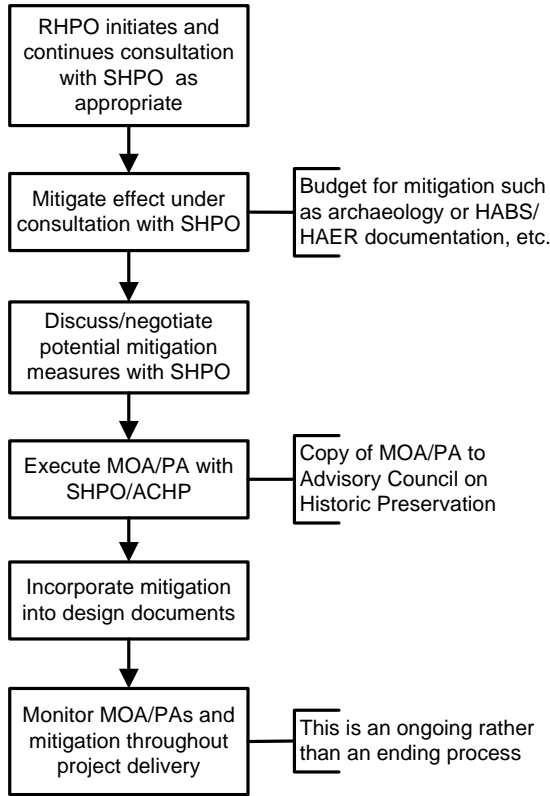 RHPO initiates and
continues consultation
with SHPO as
appropriate
Mitigate effect under
consultation with SHPO
Budget for mitigation such
as archaeology or HABS/
HAER documentation, etc.
Discuss/negotiate
potential mitigation
measures with SHPO
Execute MOA/PA with
SHPO/ACHP
Copy of MOA/PA to
Advisory Council on
Historic Preservation
Incorporate mitigation
into design documents
Monitor MOA/PAs and
mitigation throughout
project delivery
This is an ongoing rather
than an ending process